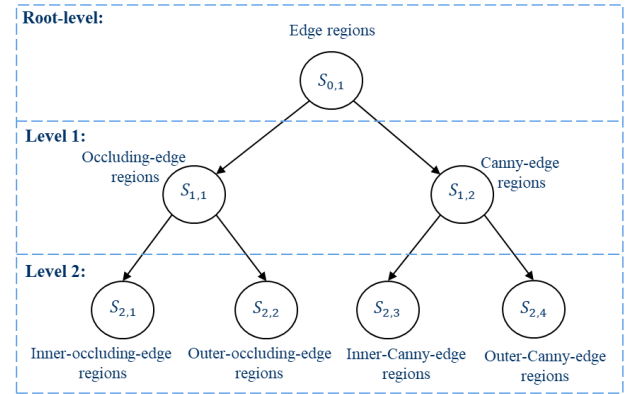 Root-level:
Edge regions
S0,1
Level 1:
Occluding-edge
regions
S1,1
Canny-edge
regions
S1,2
Level 2:
S2,1
S2,2
S2,3
S2,4
Inner-occluding-edge
regions
Outer-occluding-edge
regions
Inner-Canny-edge
regions
Outer-Canny-edge
regions